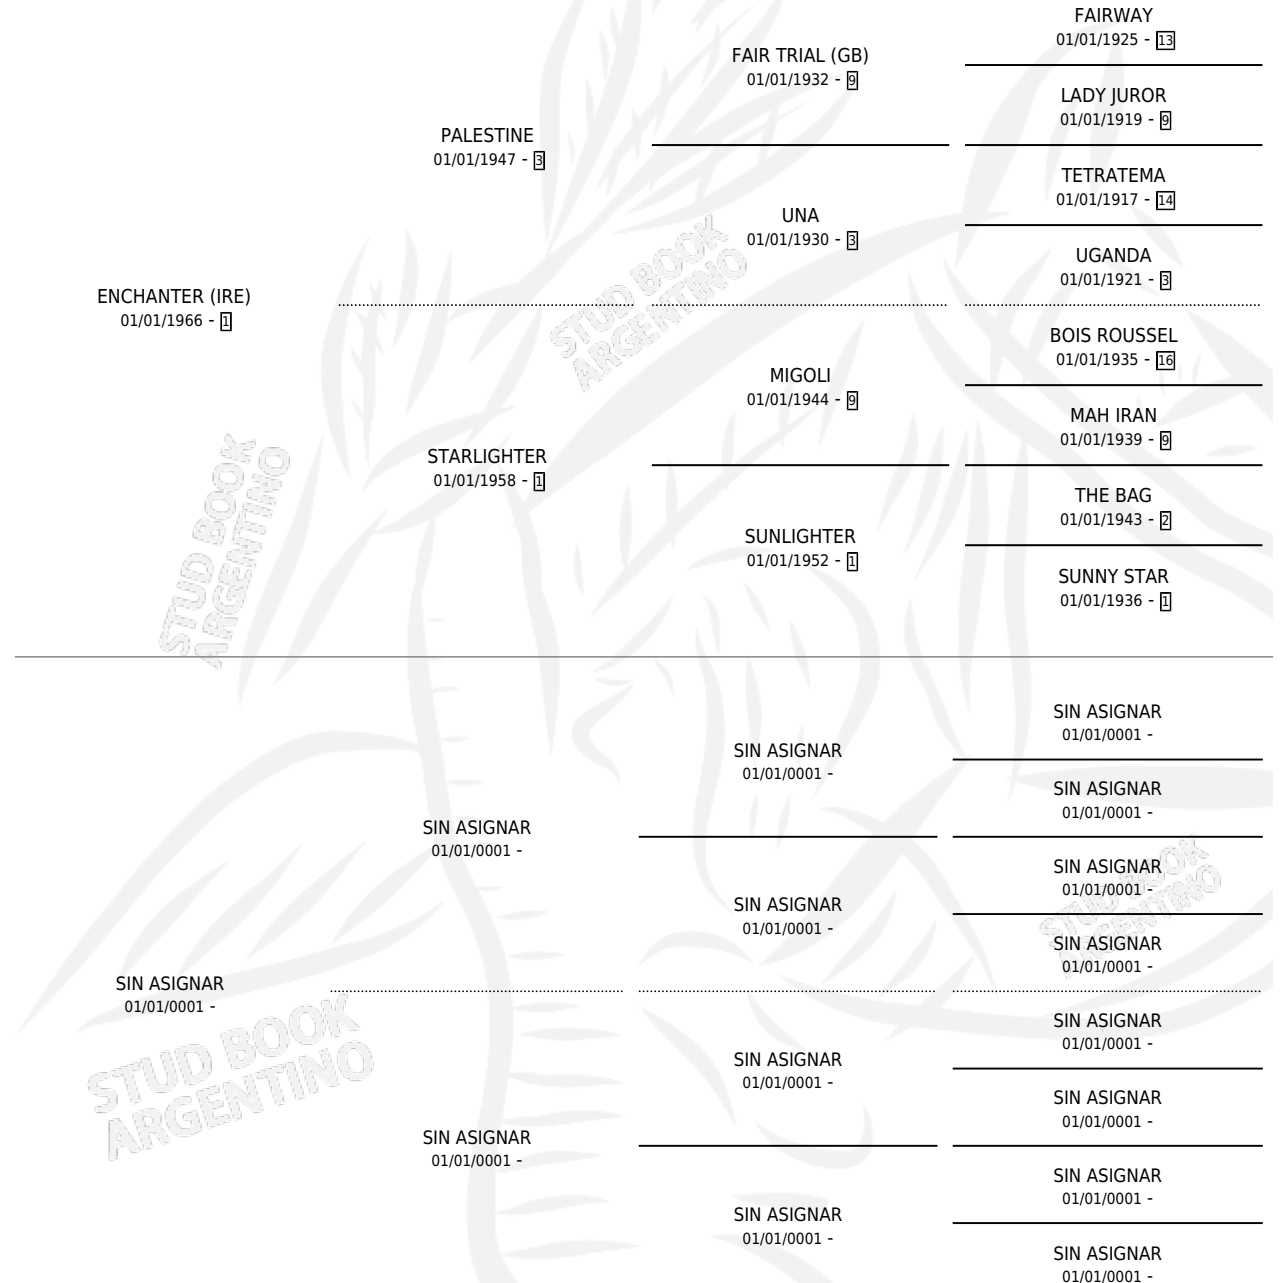 FAIRWAY
01/01/1925 - 13
FAIR TRIAL (GB)
01/01/1932 - 9
LADY JUROR
01/01/1919 - 9
PALESTINE
01/01/1947 - 3
TETRATEMA
01/01/1917 - 14
UNA
01/01/1930 - 3
UGANDA
01/01/1921 - 3
ENCHANTER (IRE)
01/01/1966 - 1
BOIS ROUSSEL
01/01/1935 - 16
MIGOLI
01/01/1944 - 9
MAH IRAN
01/01/1939 - 9
STARLIGHTER
01/01/1958 - 1
THE BAG
01/01/1943 - 2
SUNLIGHTER
01/01/1952 - 1
SUNNY STAR
01/01/1936 - 1
STUD BOOK
ARGENTINO
STUD BOOK
ARGENTINO
SIN ASIGNAR
01/01/0001 -
SIN ASIGNAR
01/01/0001 -
SIN ASIGNAR
01/01/0001 -
SIN ASIGNAR
01/01/0001 -
SIN ASIGNAR
01/01/0001 -
SIN ASIGNAR
01/01/0001 -
SIN ASIGNAR
01/01/0001 -
SIN ASIGNAR
01/01/0001 -
SIN ASIGNAR
01/01/0001 -
SIN ASIGNAR
01/01/0001 -
SIN ASIGNAR
01/01/0001 -
SIN ASIGNAR
01/01/0001 -
SIN ASIGNAR
01/01/0001 -
SIN ASIGNAR
01/01/0001 -
SIN ASIGNAR
01/01/0001 -
STUD BOOK
ARGENTINO
STUD BOOK
ARGENTINO